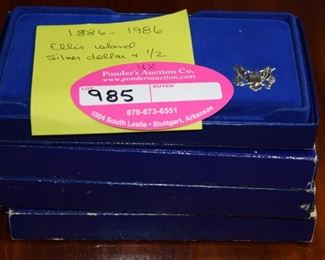 1886 - 1986
Ellis island
Silver dollar & 1/2
4X
Ponder's Auction Co.
www.pondersauction.com
LOT
BUYER
985
870-673-6551
1504 South Leslie • Stuttgart, Arkansas